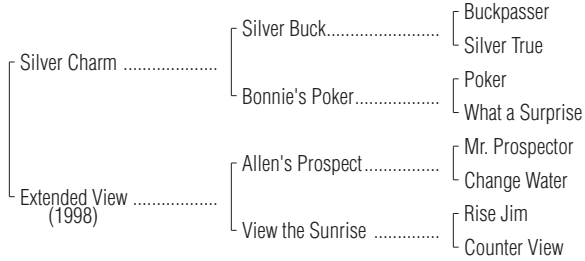 Buckpasser
Silver Buck
Silver True
Silver Charm
Poker
Bonnie's Poker
What a Surprise
Mr. Prospector
Allen's Prospect
Change Water
Extended View
(1998)
Rise Jim
View the Sunrise
Counter View